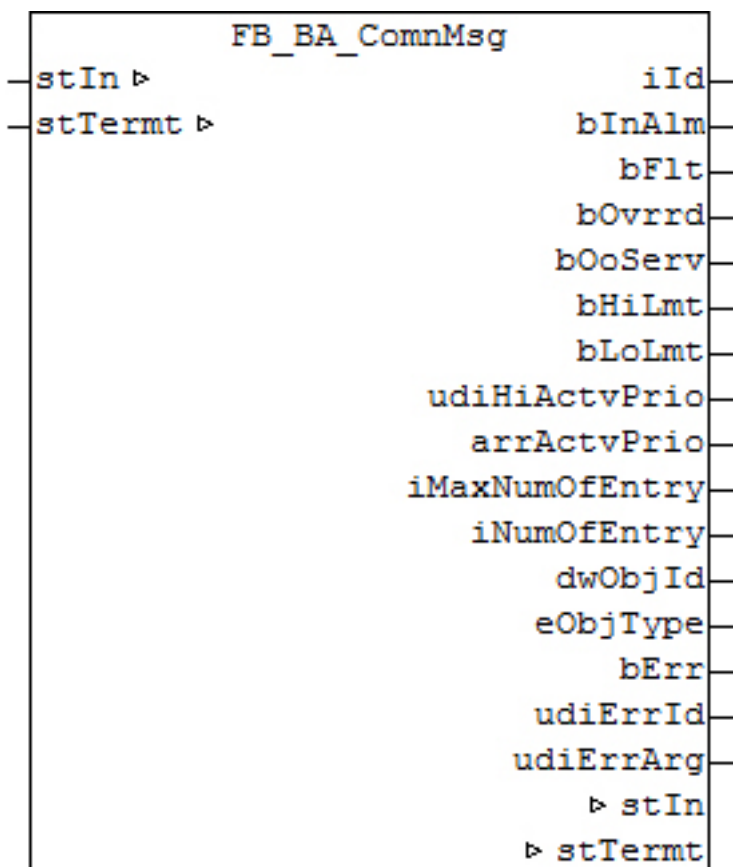 FB_BA_ComnMsg
stIn ▷ iId
stTermt ▷ bInAlm
bFlt
bOvrrd
bOoServ
bHiLmt
bLoLmt
udiHiActvPrio
arrActvPrio
iMaxNumOfEntry
iNumOfEntry
dwObjId
eObjType
bErr
udiErrId
udiErrArg
▷ stIn
▷ stTermt